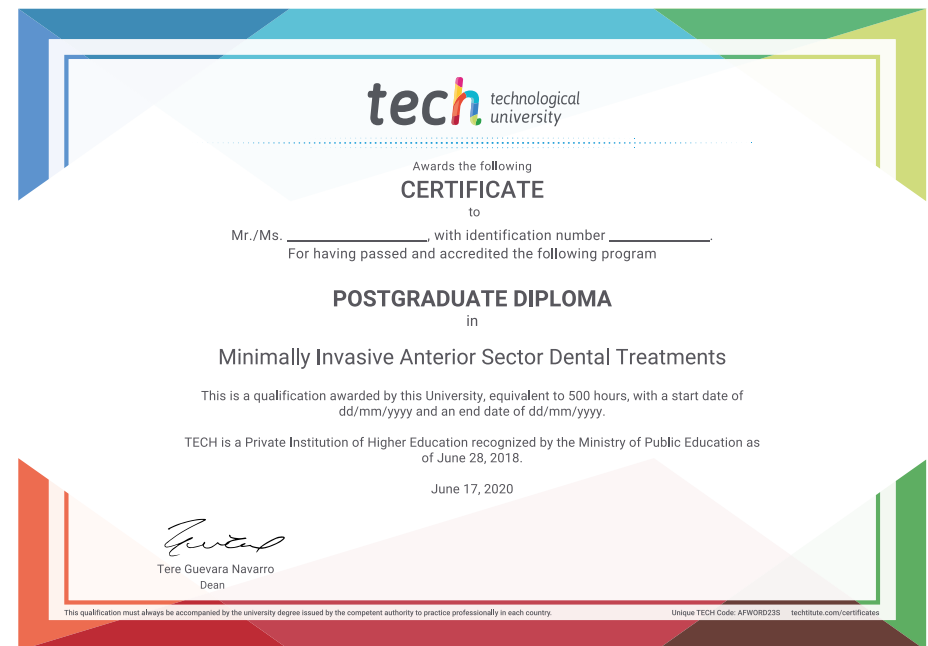 tech technological
university
Awards the following
CERTIFICATE
to
Mr./Ms. ____________________, with identification number ______________.
For having passed and accredited the following program
POSTGRADUATE DIPLOMA
in
Minimally Invasive Anterior Sector Dental Treatments
This is a qualification awarded by this University, equivalent to 500 hours, with a start date of
dd/mm/yyyy and an end date of dd/mm/yyyy.
TECH is a Private Institution of Higher Education recognized by the Ministry of Public Education as
of June 28, 2018.
June 17, 2020
Tere Guevara Navarro
Dean
This qualification must always be accompanied by the university degree issued by the competent authority to practice professionally in each country.
Unique TECH Code: AFWORD23S techtitute.com/certificates